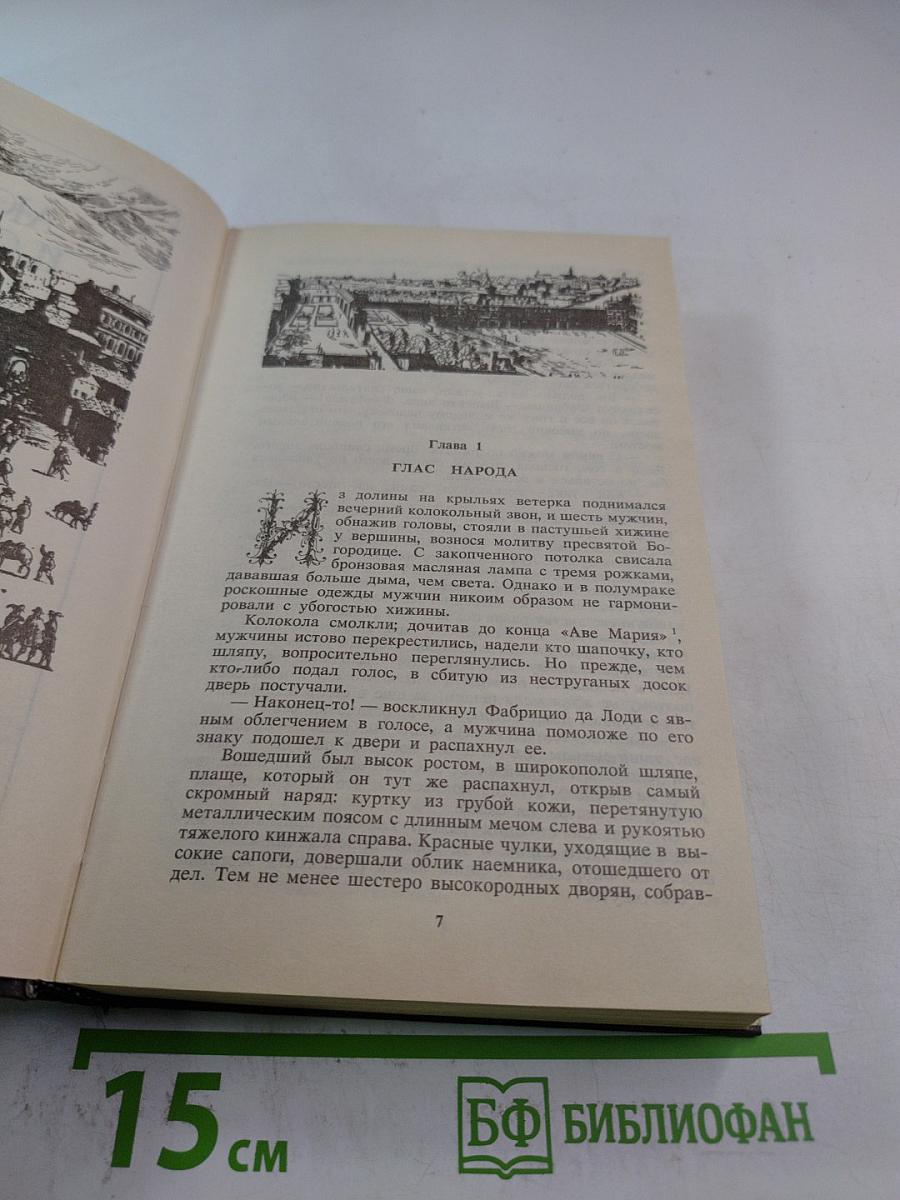 Глава 1
ГЛАС НАРОДА
Из долины на крыльях ветерка поднимался
вечерний колокольный звон, и шесть мужчин,
обнажив головы, стояли в пастушьей хижине
у вершины, вознося молитву пресвятой Бо-
городице. С закопченного потолка свисала
бронзовая масляная лампа с тремя рожками,
дававшая больше дыма, чем света. Однако и в полумраке
роскошные одежды мужчин никоим образом не гармони-
ровали с убогостью хижины.
Колокола смолкли; дочитав до конца «Аве Мария» ¹,
мужчины истово перекрестились, надели кто шапочку, кто
шляпу, вопросительно переглянулись. Но прежде, чем
кто-либо подал голос, в сбитую из неструганых досок
дверь постучали.
— Наконец-то! — воскликнул Фабрицио да Лоди с яв-
ным облегчением в голосе, а мужчина помоложе по его
знаку подошел к двери и распахнул ее.
Вошедший был высок ростом, в широкополой шляпе,
плаще, который он тут же распахнул, открыв самый
скромный наряд: куртку из грубой кожи, перетянутую
металлическим поясом с длинным мечом слева и рукоятью
тяжелого кинжала справа. Красные чулки, уходящие в вы-
сокие сапоги, довершали облик наемника, отошедшего от
дел. Тем не менее шестеро высокородных дворян, собрав-
7
15 см
БФ БИБЛИОФАН